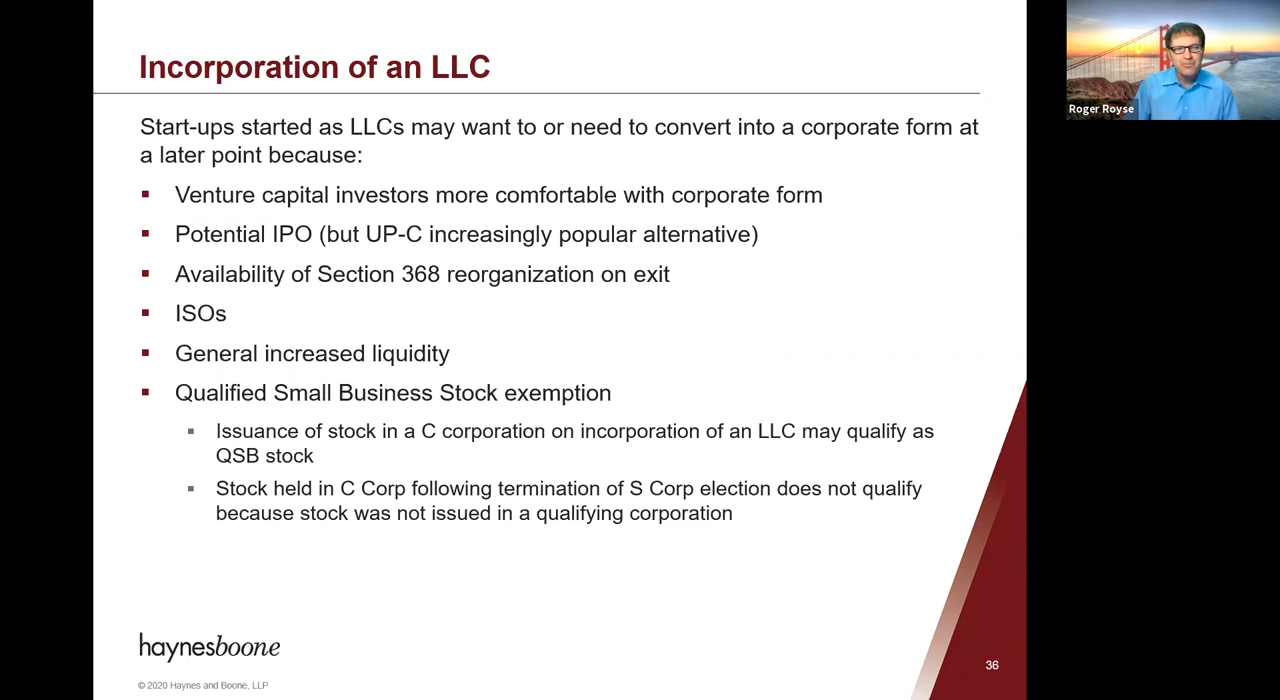 Incorporation of an LLC
Start-ups started as LLCs may want to or need to convert into a corporate form at
a later point because:
Venture capital investors more comfortable with corporate form
Potential IPO (but UP-C increasingly popular alternative)
Availability of Section 368 reorganization on exit
ISOs
General increased liquidity
Qualified Small Business Stock exemption
Issuance of stock in a C corporation on incorporation of an LLC may qualify as
QSB stock
Stock held in C Corp following termination of S Corp election does not qualify
because stock was not issued in a qualifying corporation
haynesboone
© 2020 Haynes and Boone, LLP
36
Roger Royse